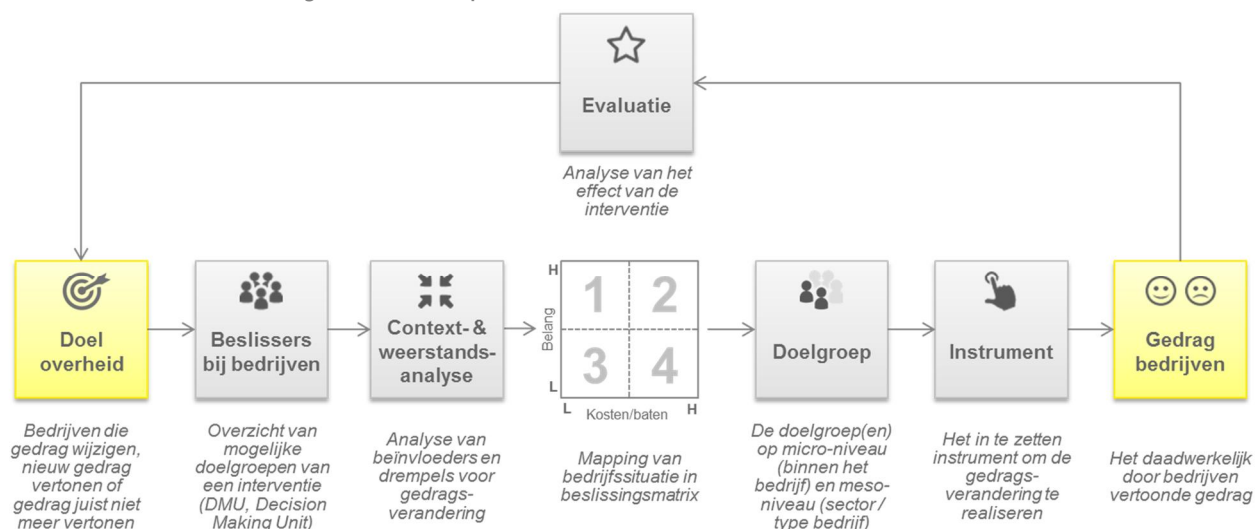 Evaluatie
Analyse van het
effect van de
interventie
Doel
overheid
Bedrijven die
gedrag wijzigen,
nieuw gedrag
vertonen of
gedrag juist niet
meer vertonen
Beslissers
bij bedrijven
Overzicht van
mogelijke
doelgroepen van
een interventie
(DMU, Decision
Making Unit)
Context- &
weerstands-
analyse
Analyse van
beïnvloeders en
drempels voor
gedrags-
verandering
H
Belang
L
1 2
3 4
L Kosten/baten H
Mapping van
bedrijfssituatie in
beslissingsmatrix
Doelgroep
De doelgroep(en)
op micro-niveau
(binnen het
bedrijf) en meso-
niveau (sector /
type bedrijf)
Instrument
Het in te zetten
instrument om de
gedrags-
verandering te
realiseren
Gedrag
bedrijven
Het daadwerkelijk
door bedrijven
vertoonde gedrag